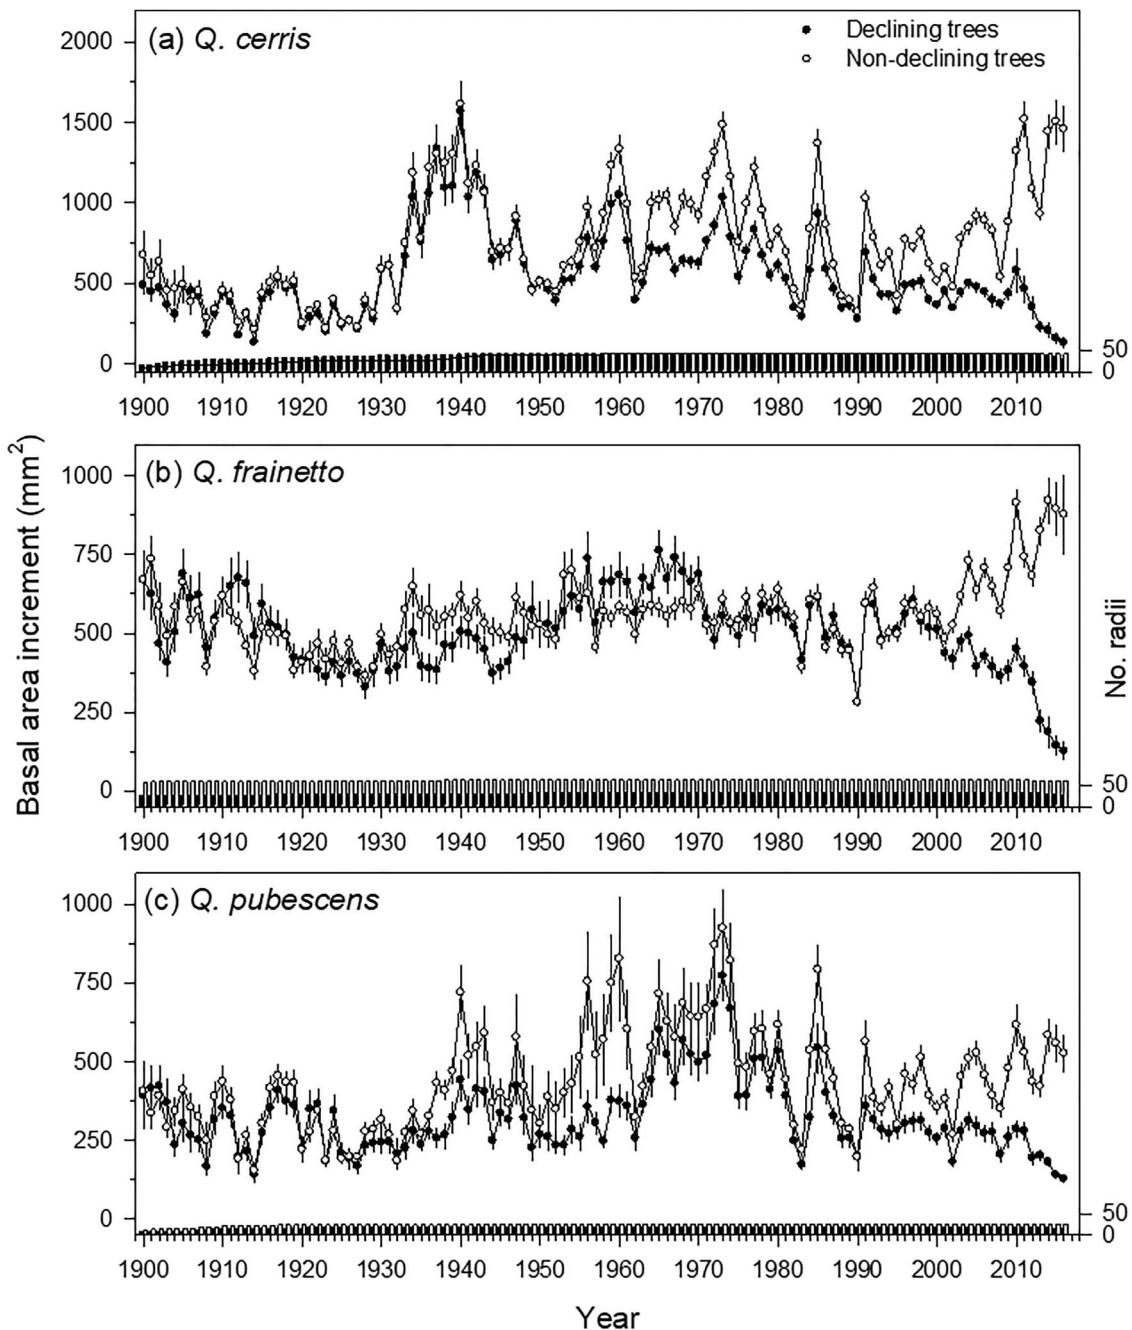 (a) Q. cerris
Declining trees
Non-declining trees
2000
1500
1000
500
0
50
0
1900 1910 1920 1930 1940 1950 1960 1970 1980 1990 2000 2010
(b) Q. frainetto
1000
750
500
250
0
50
0
1900 1910 1920 1930 1940 1950 1960 1970 1980 1990 2000 2010
(c) Q. pubescens
1000
750
500
250
0
50
0
1900 1910 1920 1930 1940 1950 1960 1970 1980 1990 2000 2010
Basal area increment (mm²)
No. radii
Year